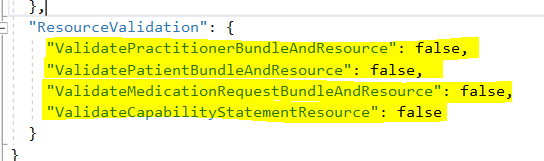 },
"ResourceValidation": {
"ValidatePractitionerBundleAndResource": false,
"ValidatePatientBundleAndResource": false,
"ValidateMedicationRequestBundleAndResource": false,
"ValidateCapabilityStatementResource": false
}
}